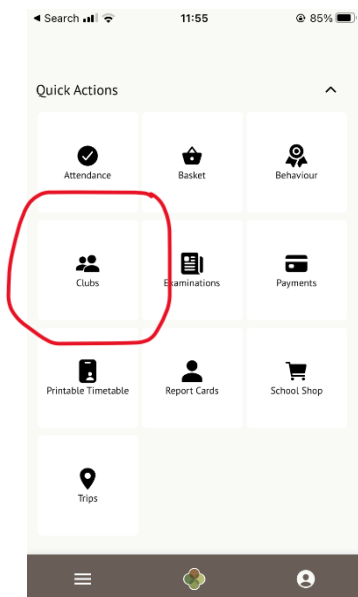 Search 11:55 85%
Quick Actions
Attendance Basket Behaviour
Clubs Examinations Payments
Printable Timetable Report Cards School Shop
Trips